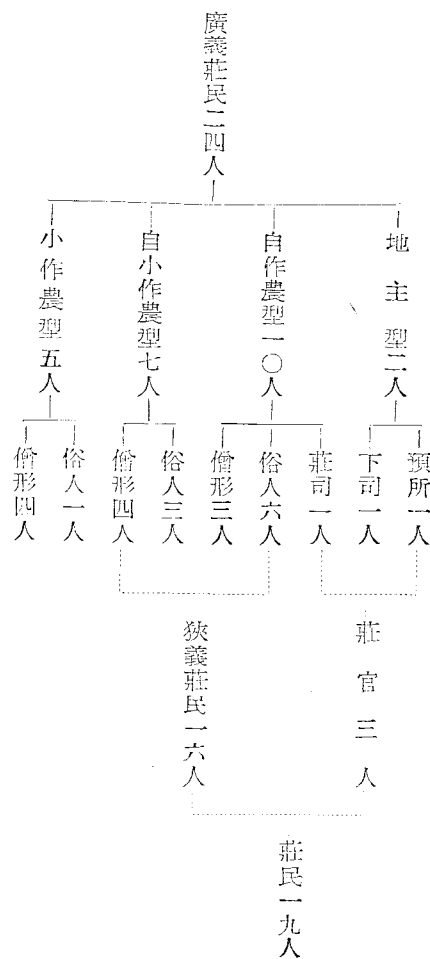 廣義莊民二四人
地主型二人
預所一人
下司一人
自作農型一〇人
莊司一人
俗人六人
僧形三人
自小作農型七人
俗人三人
僧形四人
小作農型五人
俗人一人
僧形四人
莊官三人
狹義莊民一六人
莊民一九人